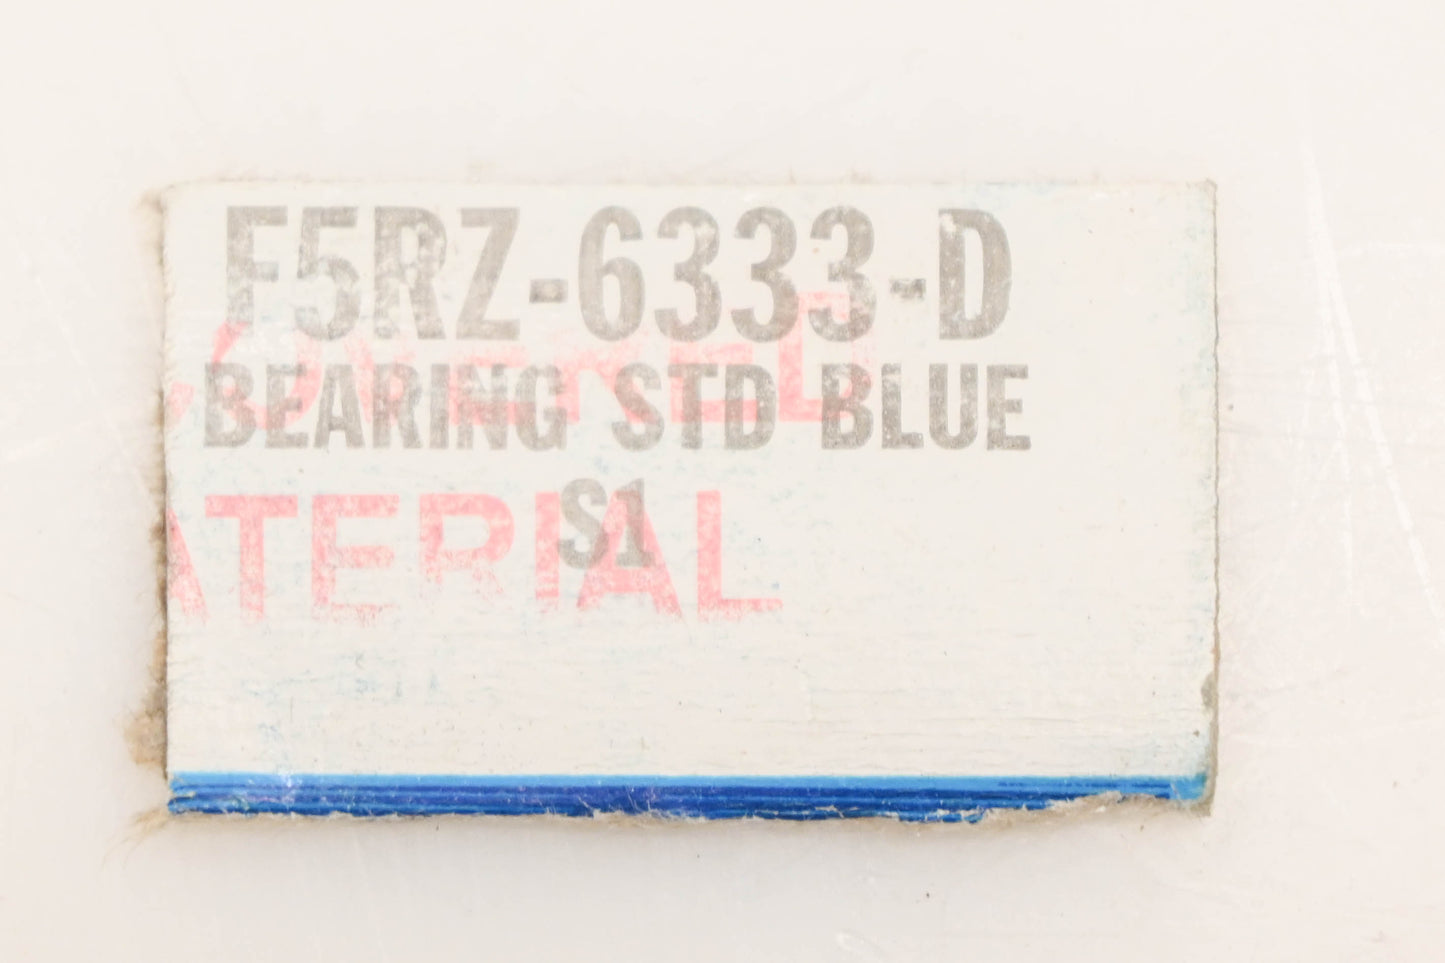 F5RZ-6333-D
BEARING STD BLUE
S1
ATERIAL